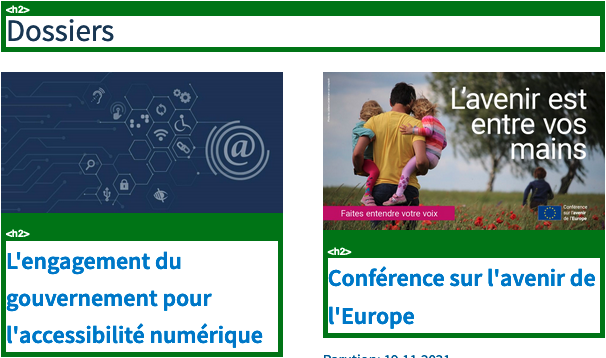 <h2>
Dossiers
@
L'avenir est
entre vos
mains
Faites entendre votre voix
Conférence
sur l'avenir
de l'Europe
<h2>
L'engagement du
gouvernement pour
l'accessibilité numérique
<h2>
Conférence sur l'avenir de
l'Europe
Parution: 19.11.2021